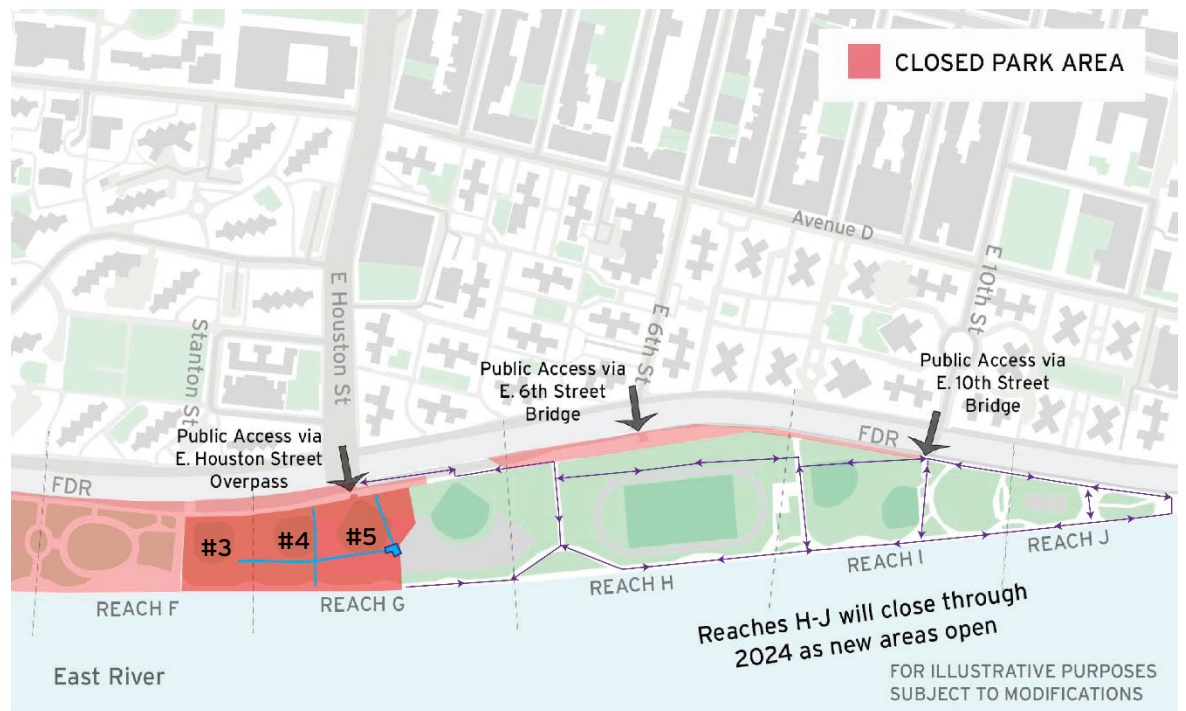 CLOSED PARK AREA
Avenue D
E 10th St
E 6th St
E Houston St
Stanton St
Public Access via
E. 6th Street
Bridge
Public Access via
E. 10th Street
Bridge
Public Access via
E. Houston Street
Overpass
FDR
FDR
#3
#4
#5
REACH F
REACH G
REACH H
REACH I
REACH J
Reaches H-J will close through
2024 as new areas open
East River
FOR ILLUSTRATIVE PURPOSES
SUBJECT TO MODIFICATIONS